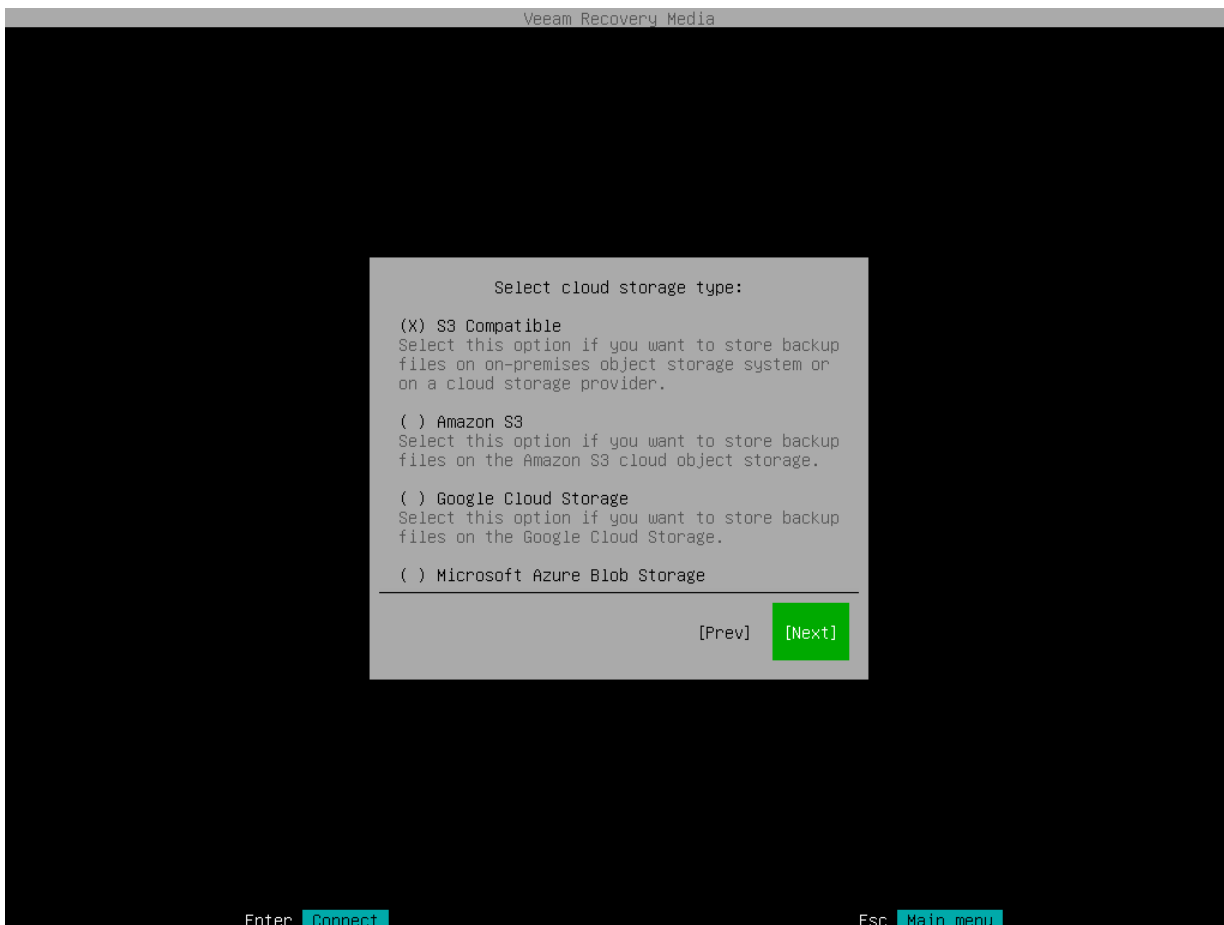 Veeam Recovery Media
Select cloud storage type:
(X) S3 Compatible
Select this option if you want to store backup
files on on-premises object storage system or
on a cloud storage provider.
( ) Amazon S3
Select this option if you want to store backup
files on the Amazon S3 cloud object storage.
( ) Google Cloud Storage
Select this option if you want to store backup
files on the Google Cloud Storage.
( ) Microsoft Azure Blob Storage
[Prev] [Next]
Enter Connect Esc Main menu